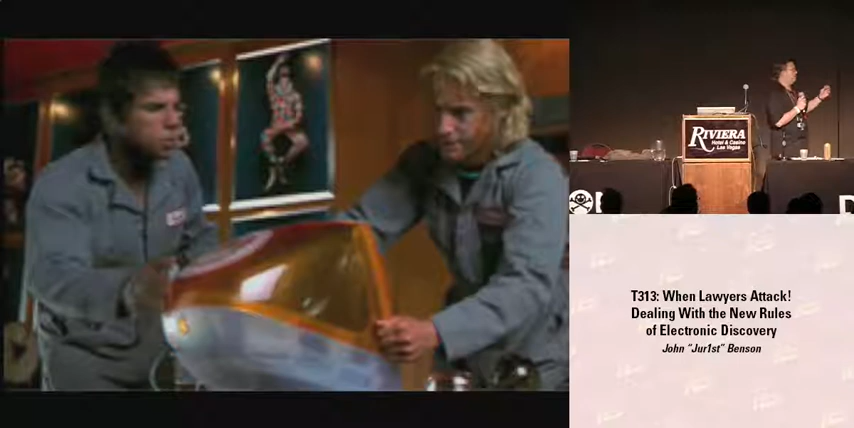 RIVIERA
Hotel & Casino
Las Vegas
T313: When Lawyers Attack!
Dealing With the New Rules
of Electronic Discovery
John "Jur1st" Benson